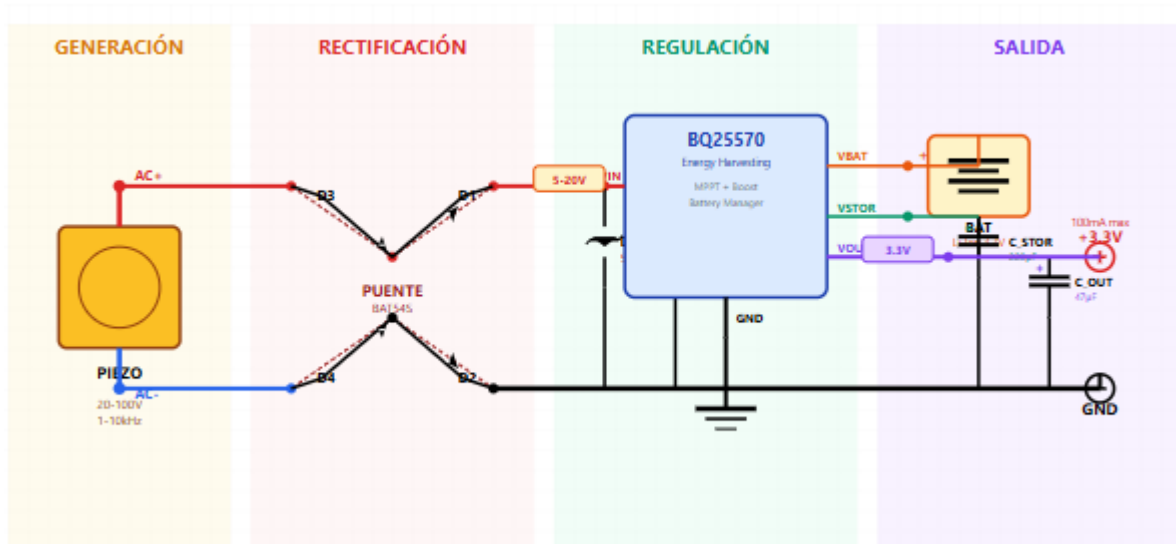 GENERACIÓN
RECTIFICACIÓN
REGULACIÓN
SALIDA
AC+
PIEZO
AC-
20-100V
1-10kHz
D3
D1
PUENTE
BAT54S
D4
D2
5-20V
IN
BQ25570
Energy Harvesting
MPPT + Boost
Battery Manager
GND
VBAT
VSTOR
3.3V
+
BAT
C_STOR
100mA max
+3.3V
+
C_OUT
47µF
GND